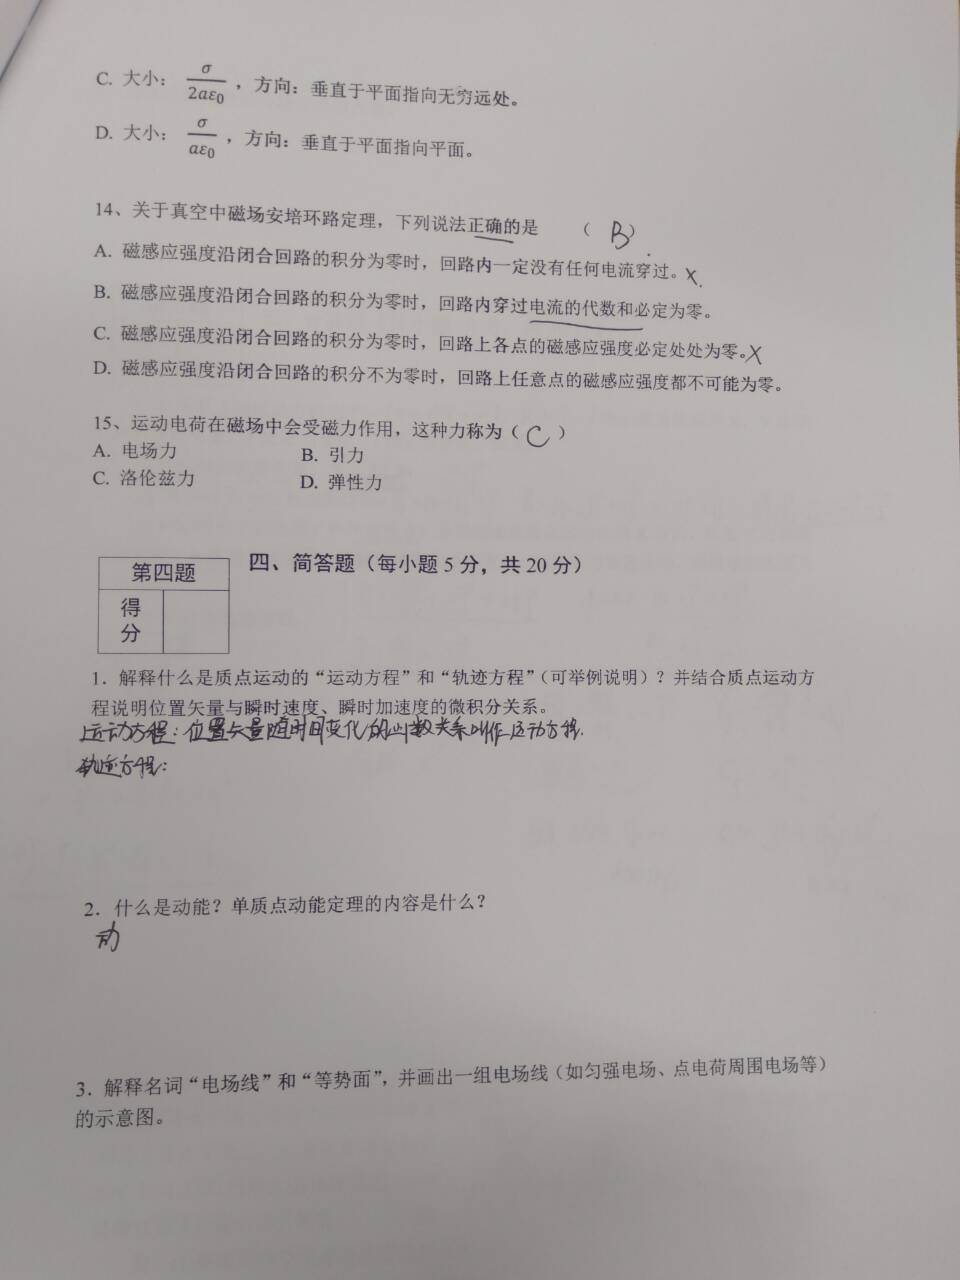 C. 大小： σ/2aε₀ ，方向：垂直于平面指向无穷远处。
D. 大小： σ/aε₀ ，方向：垂直于平面指向平面。
14、关于真空中磁场安培环路定理，下列说法正确的是 （ B ）
A. 磁感应强度沿闭合回路的积分为零时，回路内一定没有任何电流穿过。X
B. 磁感应强度沿闭合回路的积分为零时，回路内穿过电流的代数和必定为零。
C. 磁感应强度沿闭合回路的积分为零时，回路上各点的磁感应强度必定处处为零。X
D. 磁感应强度沿闭合回路的积分不为零时，回路上任意点的磁感应强度都不可能为零。
15、运动电荷在磁场中会受磁力作用，这种力称为（ C ）
A. 电场力 B. 引力
C. 洛伦兹力 D. 弹性力
第四题 四、简答题（每小题 5 分，共 20 分）
得
分
1. 解释什么是质点运动的“运动方程”和“轨迹方程”（可举例说明）？并结合质点运动方
程说明位置矢量与瞬时速度、瞬时加速度的微积分关系。
运动方程：位置矢量随时间变化的函数关系叫作运动方程.
轨迹方程：
2. 什么是动能？单质点动能定理的内容是什么？
动
3. 解释名词“电场线”和“等势面”，并画出一组电场线（如匀强电场、点电荷周围电场等）
的示意图。